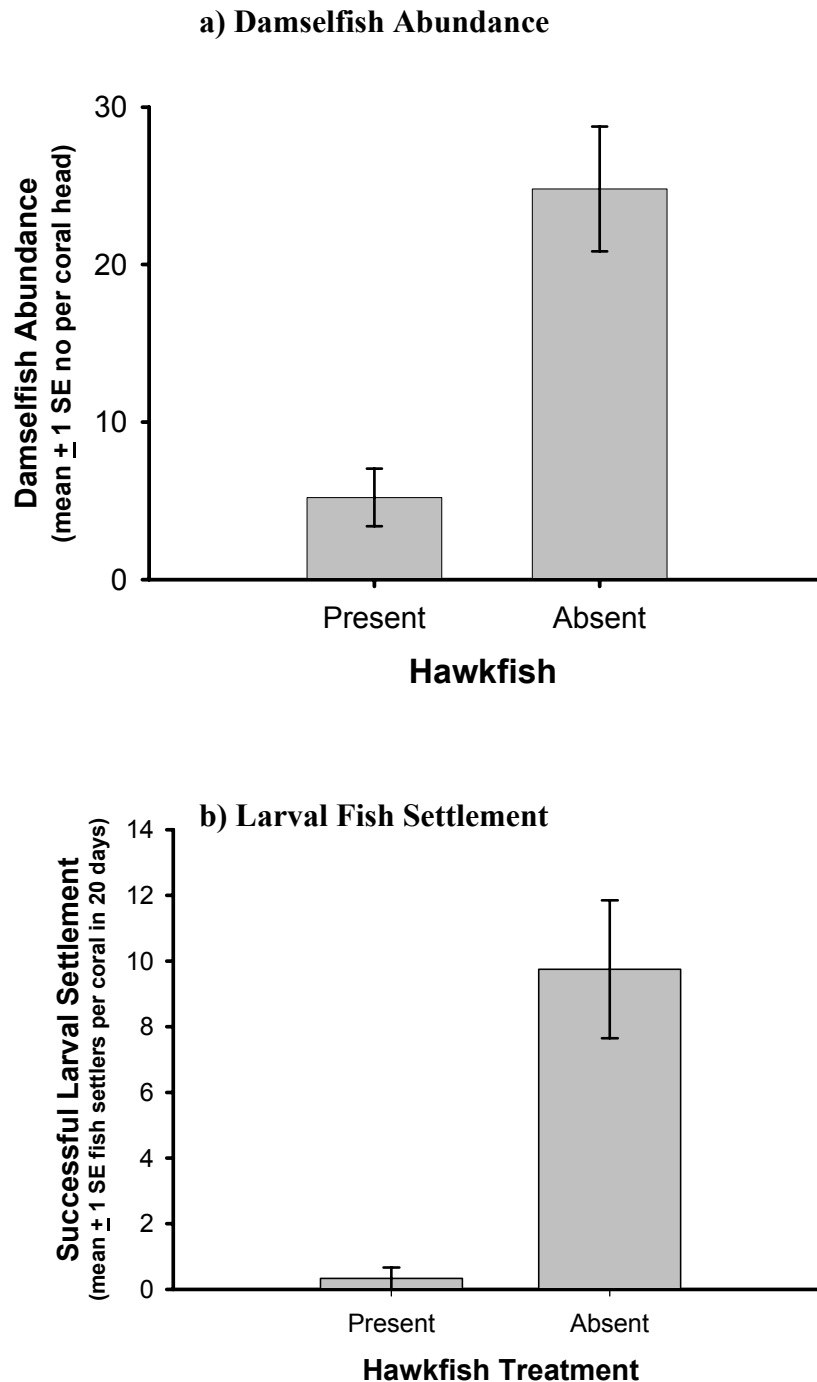 a) Damselfish Abundance
Damselfish Abundance
(mean ± 1 SE no per coral head)
30
20
10
0
Present Absent
Hawkfish
b) Larval Fish Settlement
Successful Larval Settlement
(mean ± 1 SE fish settlers per coral in 20 days)
14
12
10
8
6
4
2
0
Present Absent
Hawkfish Treatment